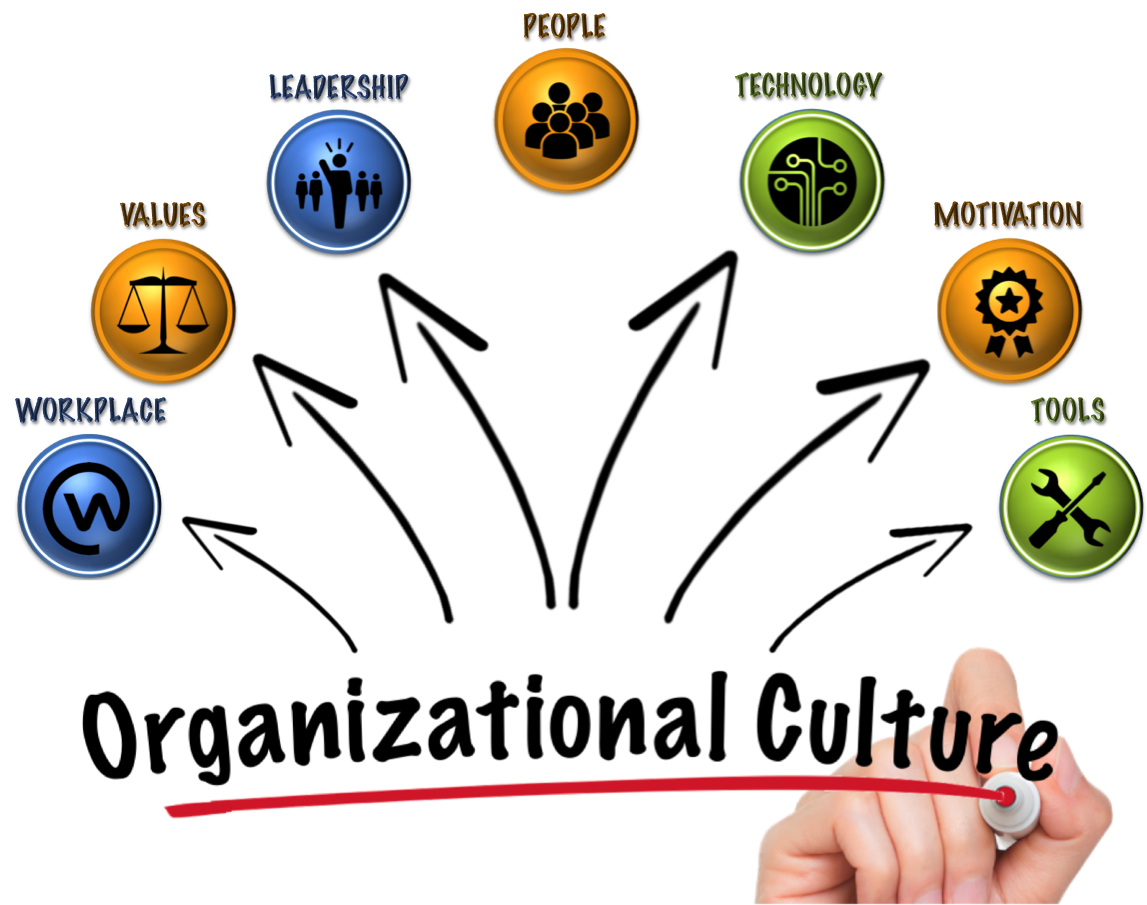 PEOPLE
LEADERSHIP
TECHNOLOGY
VALUES
MOTIVATION
WORKPLACE
TOOLS
W
Organizational Culture